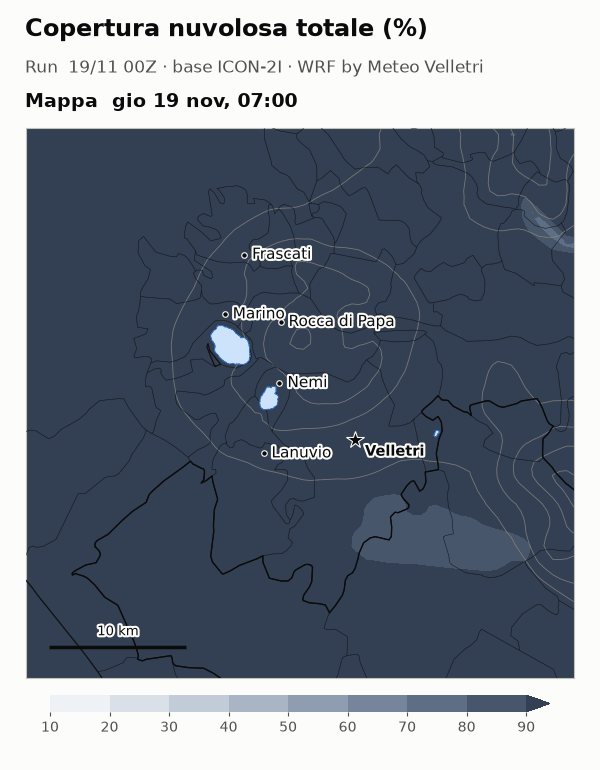 Copertura nuvolosa totale (%)
Run  19/11 00Z · base ICON-2I · WRF by Meteo Velletri
Mappa  gio 19 nov, 07:00
Frascati
Marino
Rocca di Papa
Nemi
Velletri
Lanuvio
10 km
10 20 30 40 50 60 70 80 90